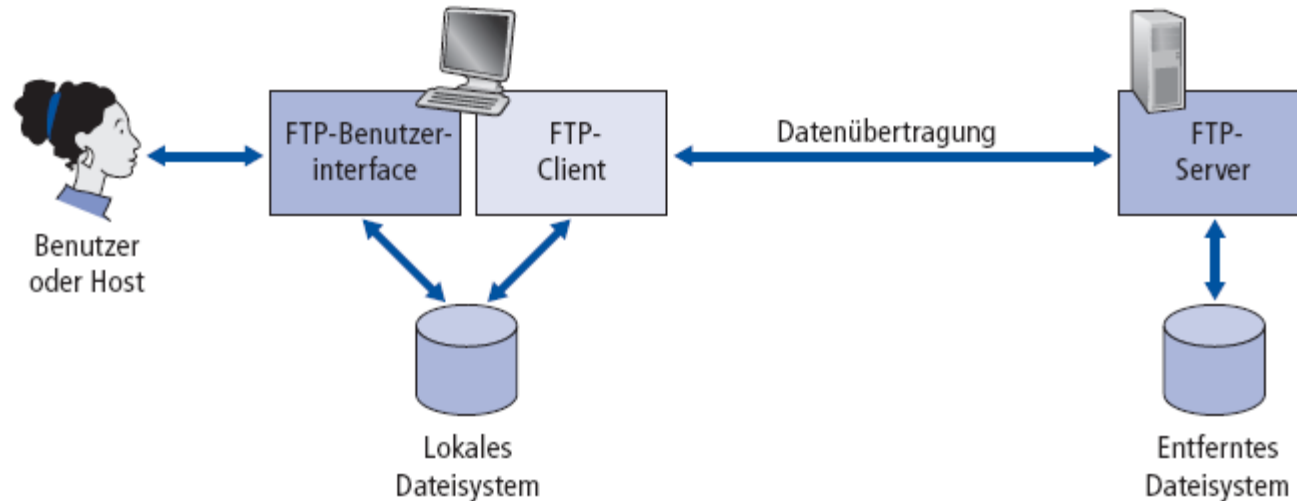 FTP-Benutzer-
interface
FTP-
Client
Datenübertragung
FTP-
Server
Benutzer
oder Host
Lokales
Dateisystem
Entferntes
Dateisystem